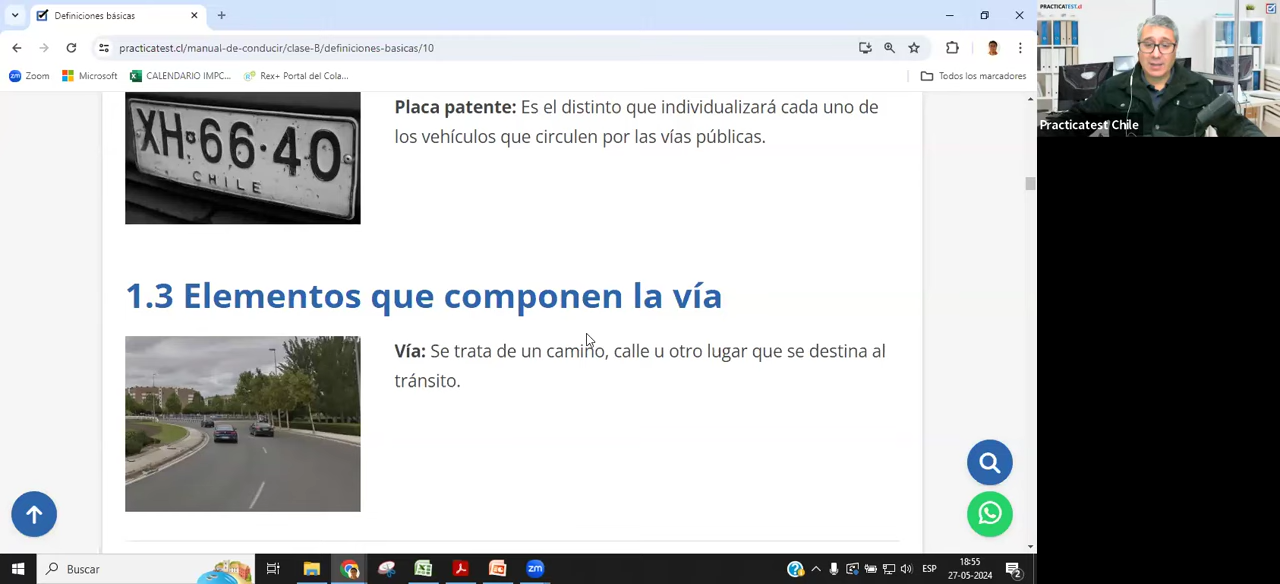 Definiciones básicas
PRACTICATEST.CL
practicatest.cl/manual-de-conducir/clase-B/definiciones-basicas/10
Zoom
Microsoft
CALENDARIO IMPC...
Rex+ Portal del Cola...
Todos los marcadores
Practicatest Chile
XH·66·40
CHILE
Placa patente: Es el distinto que individualizará cada uno de
los vehículos que circulen por las vías públicas.
1.3 Elementos que componen la vía
Vía: Se trata de un camino, calle u otro lugar que se destina al
tránsito.
Buscar
ESP
18:55
27-05-2024
2